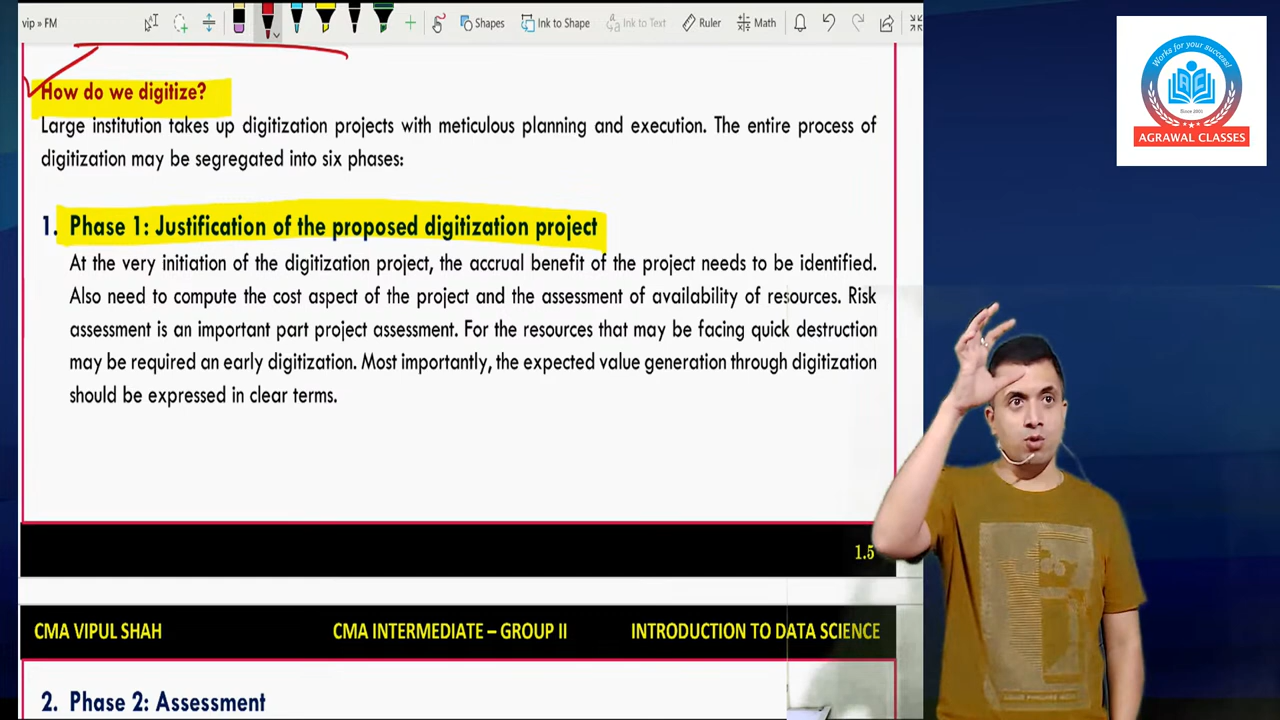 vip » FM
Shapes
Ink to Shape
Ink to Text
Ruler
Math
Works for your success!
AC
Since 2001
AGRAWAL CLASSES
How do we digitize?
Large institution takes up digitization projects with meticulous planning and execution. The entire process of
digitization may be segregated into six phases:
1. Phase 1: Justification of the proposed digitization project
At the very initiation of the digitization project, the accrual benefit of the project needs to be identified.
Also need to compute the cost aspect of the project and the assessment of availability of resources. Risk
assessment is an important part project assessment. For the resources that may be facing quick destruction
may be required an early digitization. Most importantly, the expected value generation through digitization
should be expressed in clear terms.
1.5
CMA VIPUL SHAH
CMA INTERMEDIATE – GROUP II
INTRODUCTION TO DATA SCIENCE
2. Phase 2: Assessment